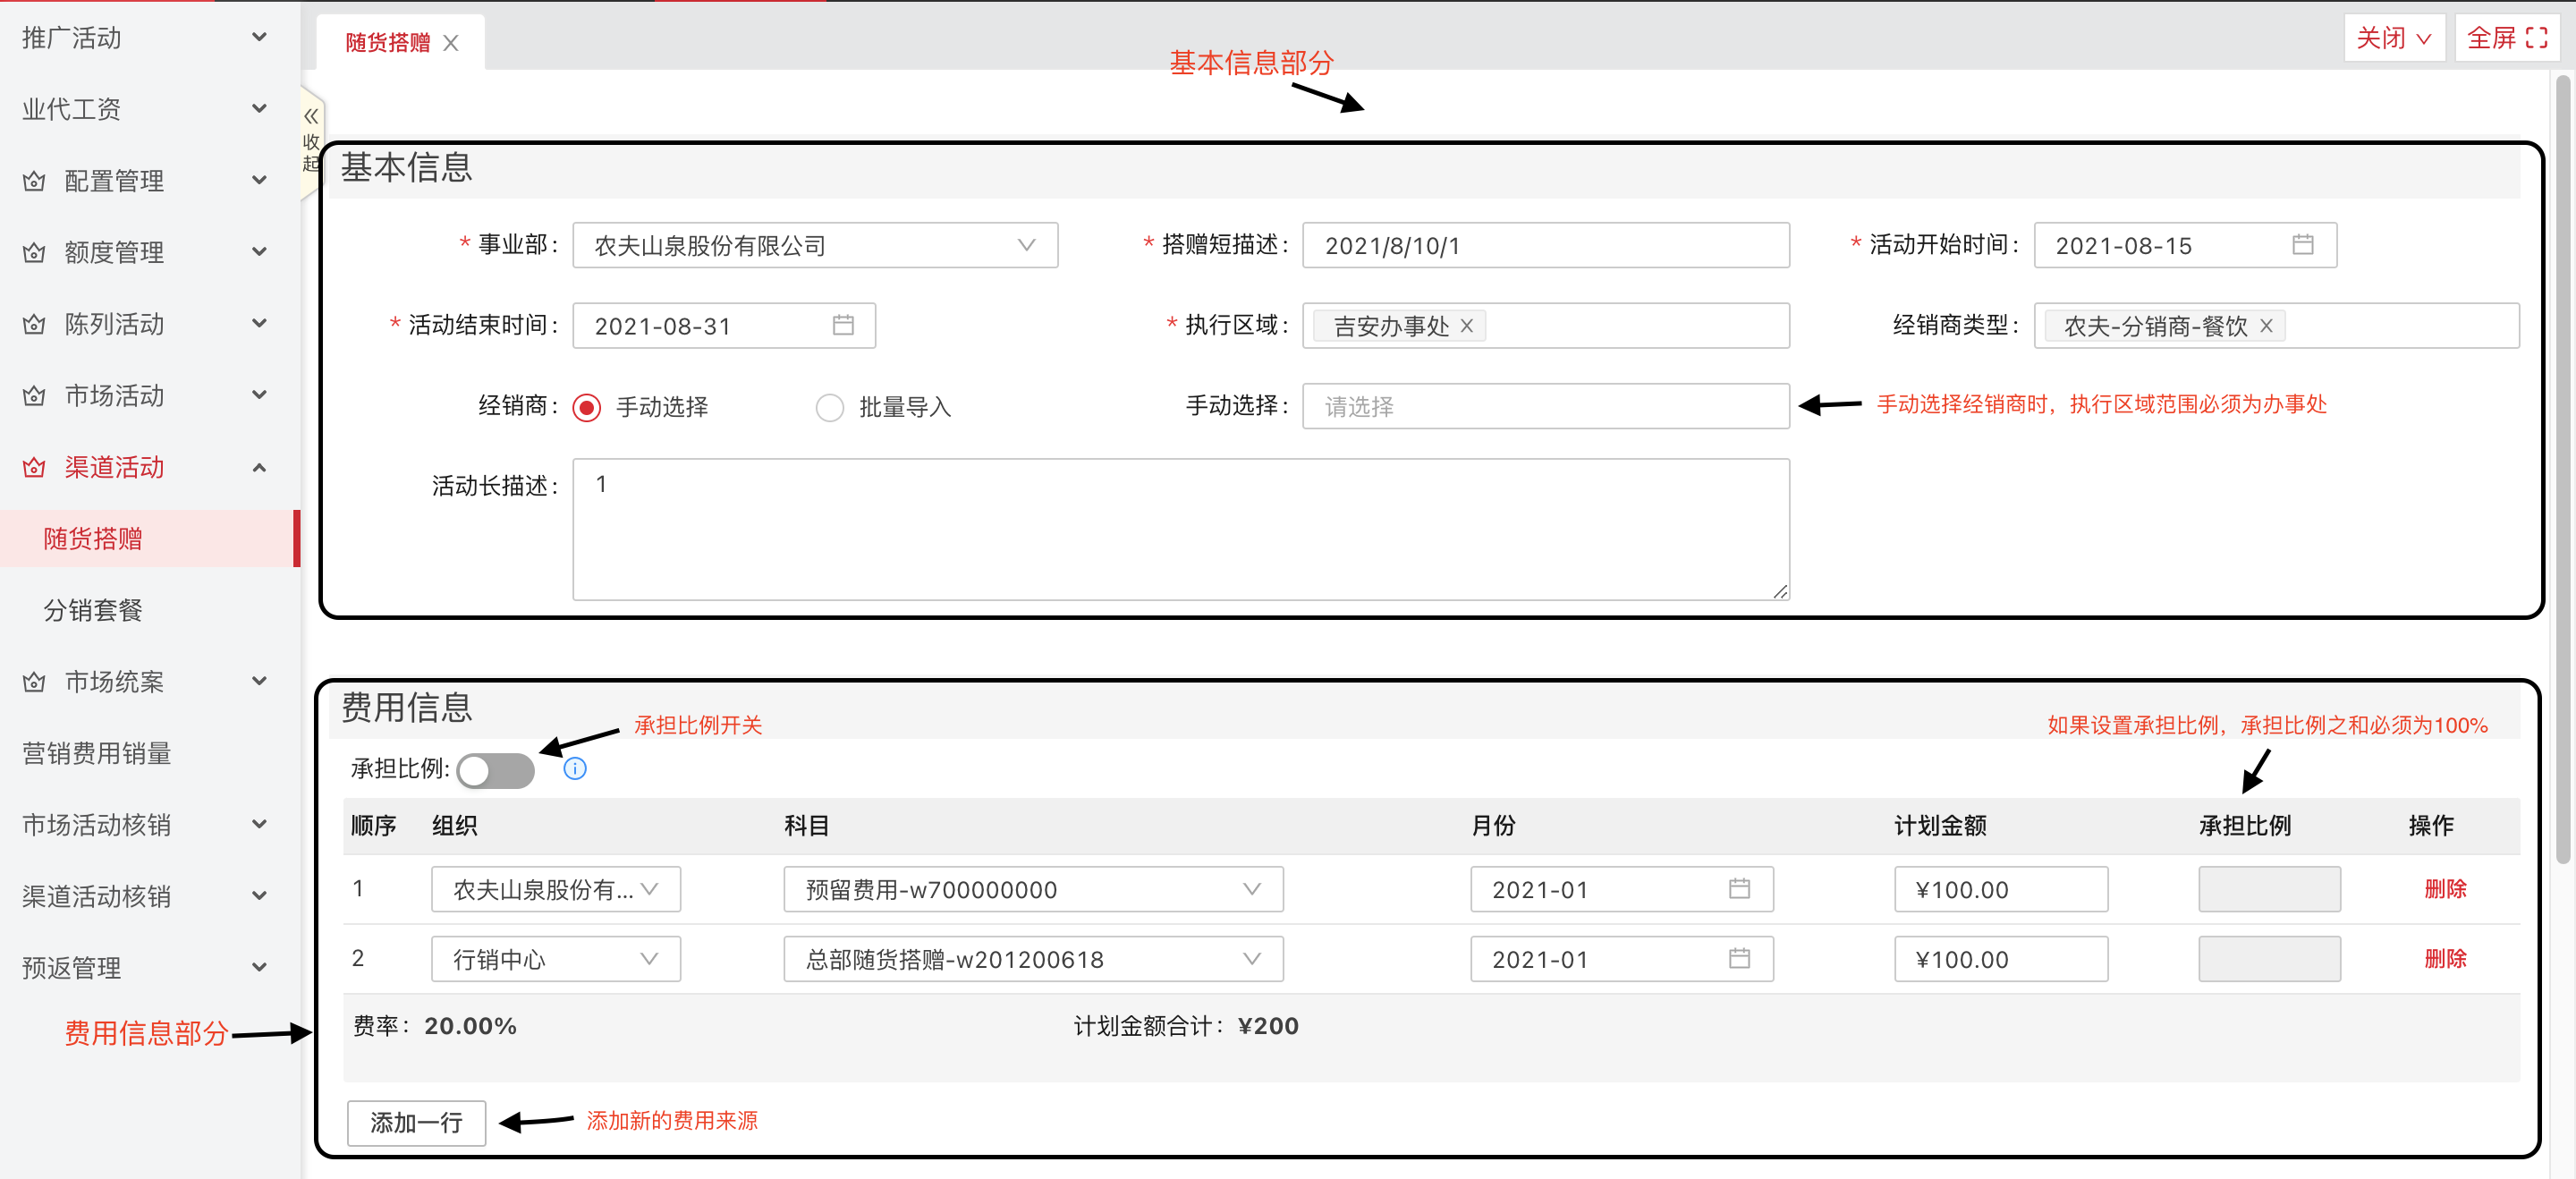 推广活动
业代工资
配置管理
额度管理
陈列活动
市场活动
渠道活动
随货搭赠
分销套餐
市场统案
营销费用销量
市场活动核销
渠道活动核销
预返管理
费用信息部分
收
起
随货搭赠
关闭
全屏
基本信息部分
基本信息
* 事业部: 农夫山泉股份有限公司
* 搭赠短描述: 2021/8/10/1
* 活动开始时间: 2021-08-15
* 活动结束时间: 2021-08-31
* 执行区域: 吉安办事处 X
经销商类型: 农夫-分销商-餐饮 X
经销商: 手动选择 批量导入
手动选择: 请选择
手动选择经销商时，执行区域范围必须为办事处
活动长描述: 1
费用信息
承担比例开关
如果设置承担比例，承担比例之和必须为100%
承担比例:
顺序 组织 科目 月份 计划金额 承担比例 操作
1 农夫山泉股份有... 预留费用-w700000000 2021-01 ¥100.00 删除
2 行销中心 总部随货搭赠-w201200618 2021-01 ¥100.00 删除
费率: 20.00% 计划金额合计: ¥200
添加一行
添加新的费用来源